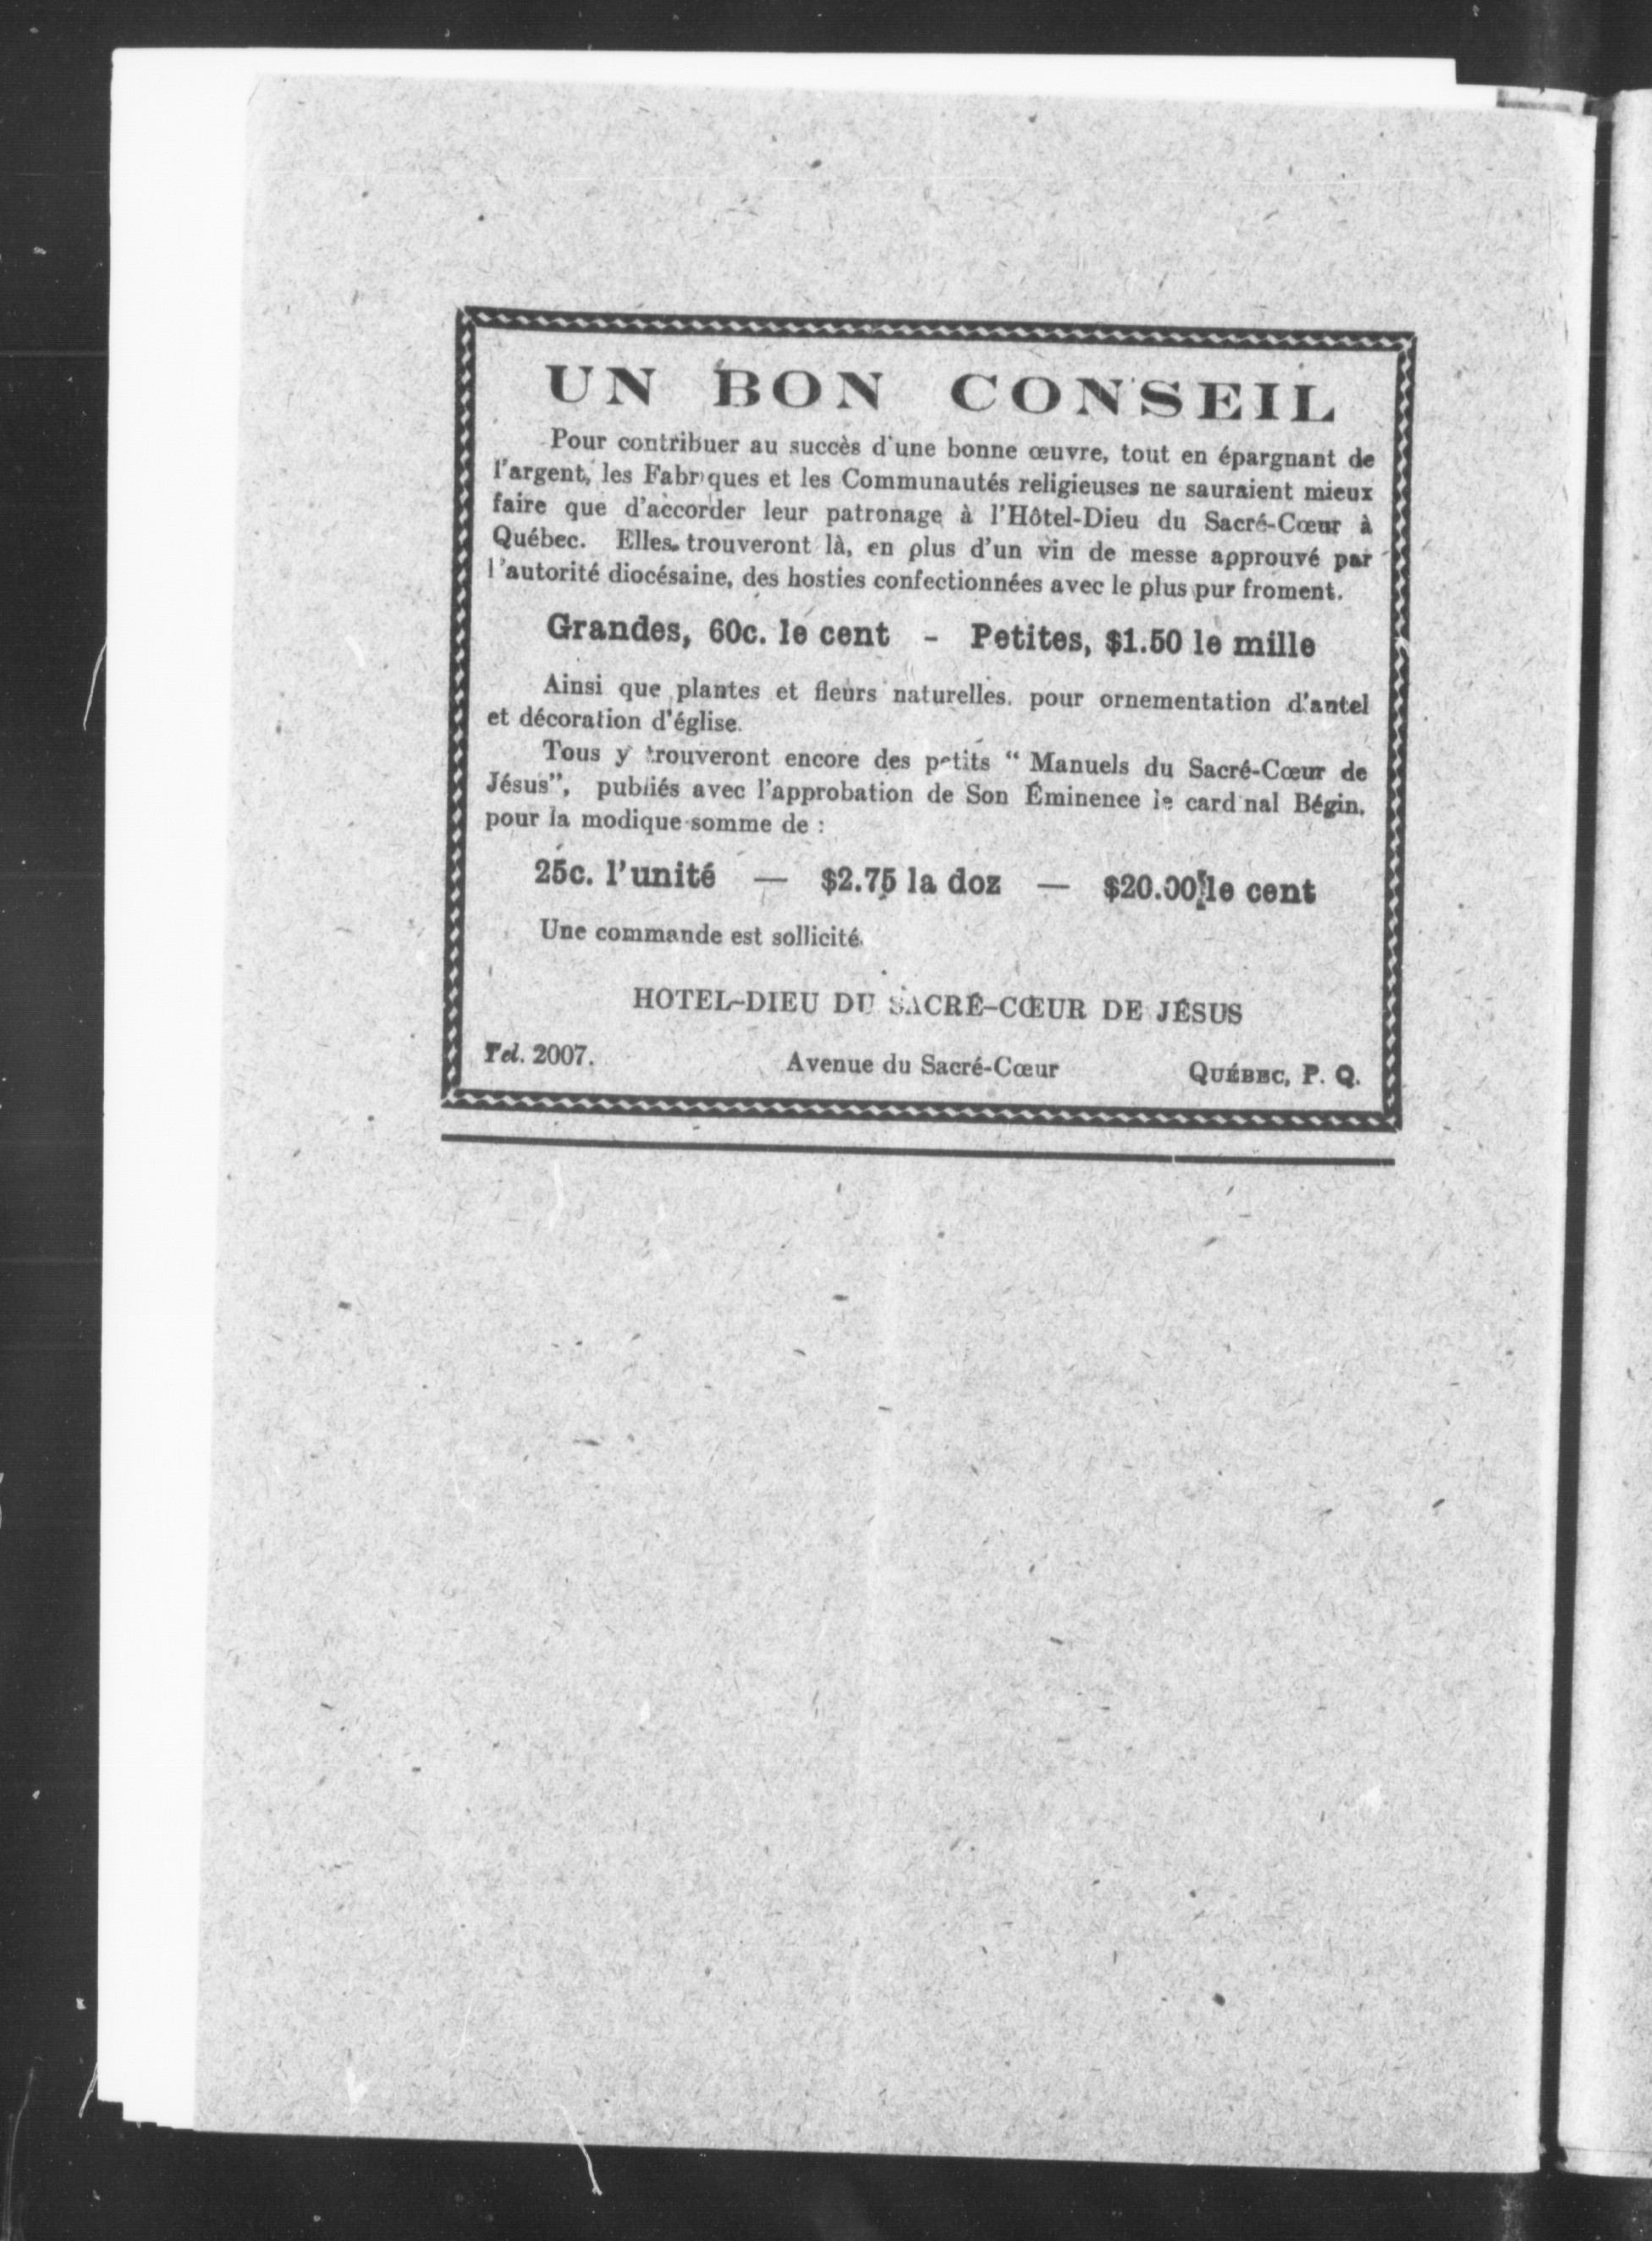 UN BON CONSEIL
Pour contribuer au succès d'une bonne œuvre, tout en épargnant de
l'argent, les Fabriques et les Communautés religieuses ne sauraient mieux
faire que d'accorder leur patronage à l'Hôtel-Dieu du Sacré-Cœur à
Québec. Elles trouveront là, en plus d'un vin de messe approuvé par
l'autorité diocésaine, des hosties confectionnées avec le plus pur froment.
Grandes, 60c. le cent - Petites, $1.50 le mille
Ainsi que plantes et fleurs naturelles. pour ornementation d'antel
et décoration d'église.
Tous y trouveront encore des petits “ Manuels du Sacré-Cœur de
Jésus”, publiés avec l'approbation de Son Éminence le card nal Bégin,
pour la modique somme de :
25c. l'unité — $2.75 la doz — $20.00 le cent
Une commande est sollicité.
HOTEL-DIEU DU SACRÉ-CŒUR DE JÉSUS
Tel. 2007. Avenue du Sacré-Cœur QUÉBEC, P. Q.